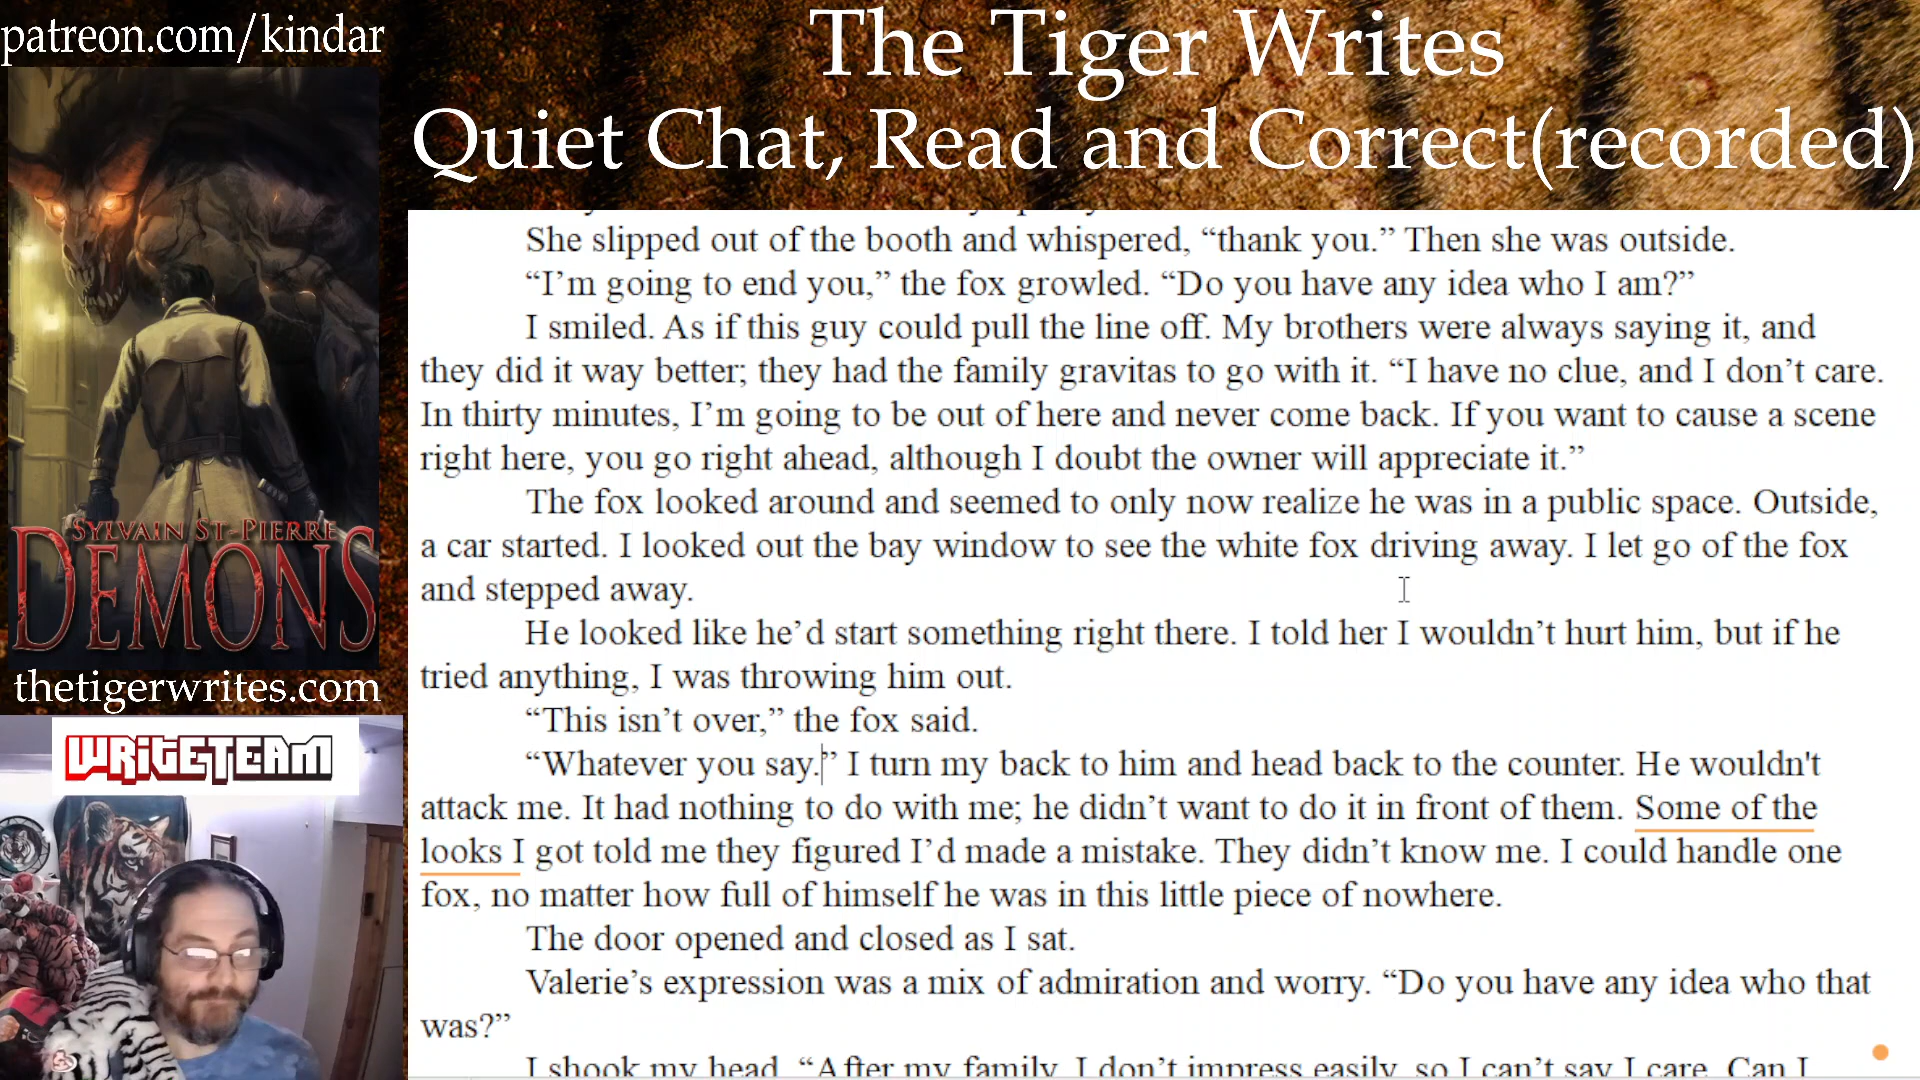 patreon.com/kindar
The Tiger Writes
Quiet Chat, Read and Correct(recorded)
SYLVAIN ST-PIERRE
DEMONS
thetigerwrites.com
WRITETEAM
She slipped out of the booth and whispered, “thank you.” Then she was outside.
“I’m going to end you,” the fox growled. “Do you have any idea who I am?”
I smiled. As if this guy could pull the line off. My brothers were always saying it, and
they did it way better; they had the family gravitas to go with it. “I have no clue, and I don’t care.
In thirty minutes, I’m going to be out of here and never come back. If you want to cause a scene
right here, you go right ahead, although I doubt the owner will appreciate it.”
The fox looked around and seemed to only now realize he was in a public space. Outside,
a car started. I looked out the bay window to see the white fox driving away. I let go of the fox
and stepped away.
He looked like he’d start something right there. I told her I wouldn’t hurt him, but if he
tried anything, I was throwing him out.
“This isn’t over,” the fox said.
“Whatever you say.” I turn my back to him and head back to the counter. He wouldn't
attack me. It had nothing to do with me; he didn’t want to do it in front of them. Some of the
looks I got told me they figured I’d made a mistake. They didn’t know me. I could handle one
fox, no matter how full of himself he was in this little piece of nowhere.
The door opened and closed as I sat.
Valerie’s expression was a mix of admiration and worry. “Do you have any idea who that
was?”
I shook my head. “After my family, I don’t impress easily, so I can’t say I care. Can I